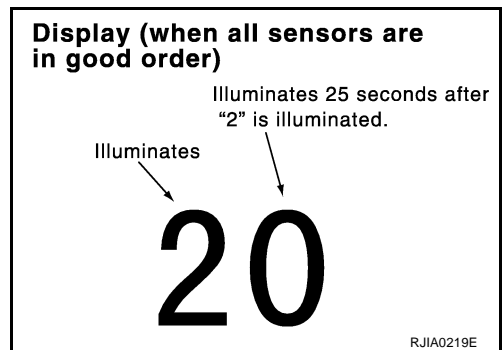 Display (when all sensors are
in good order)
Illuminates 25 seconds after
“2” is illuminated.
Illuminates
20
RJIA0219E